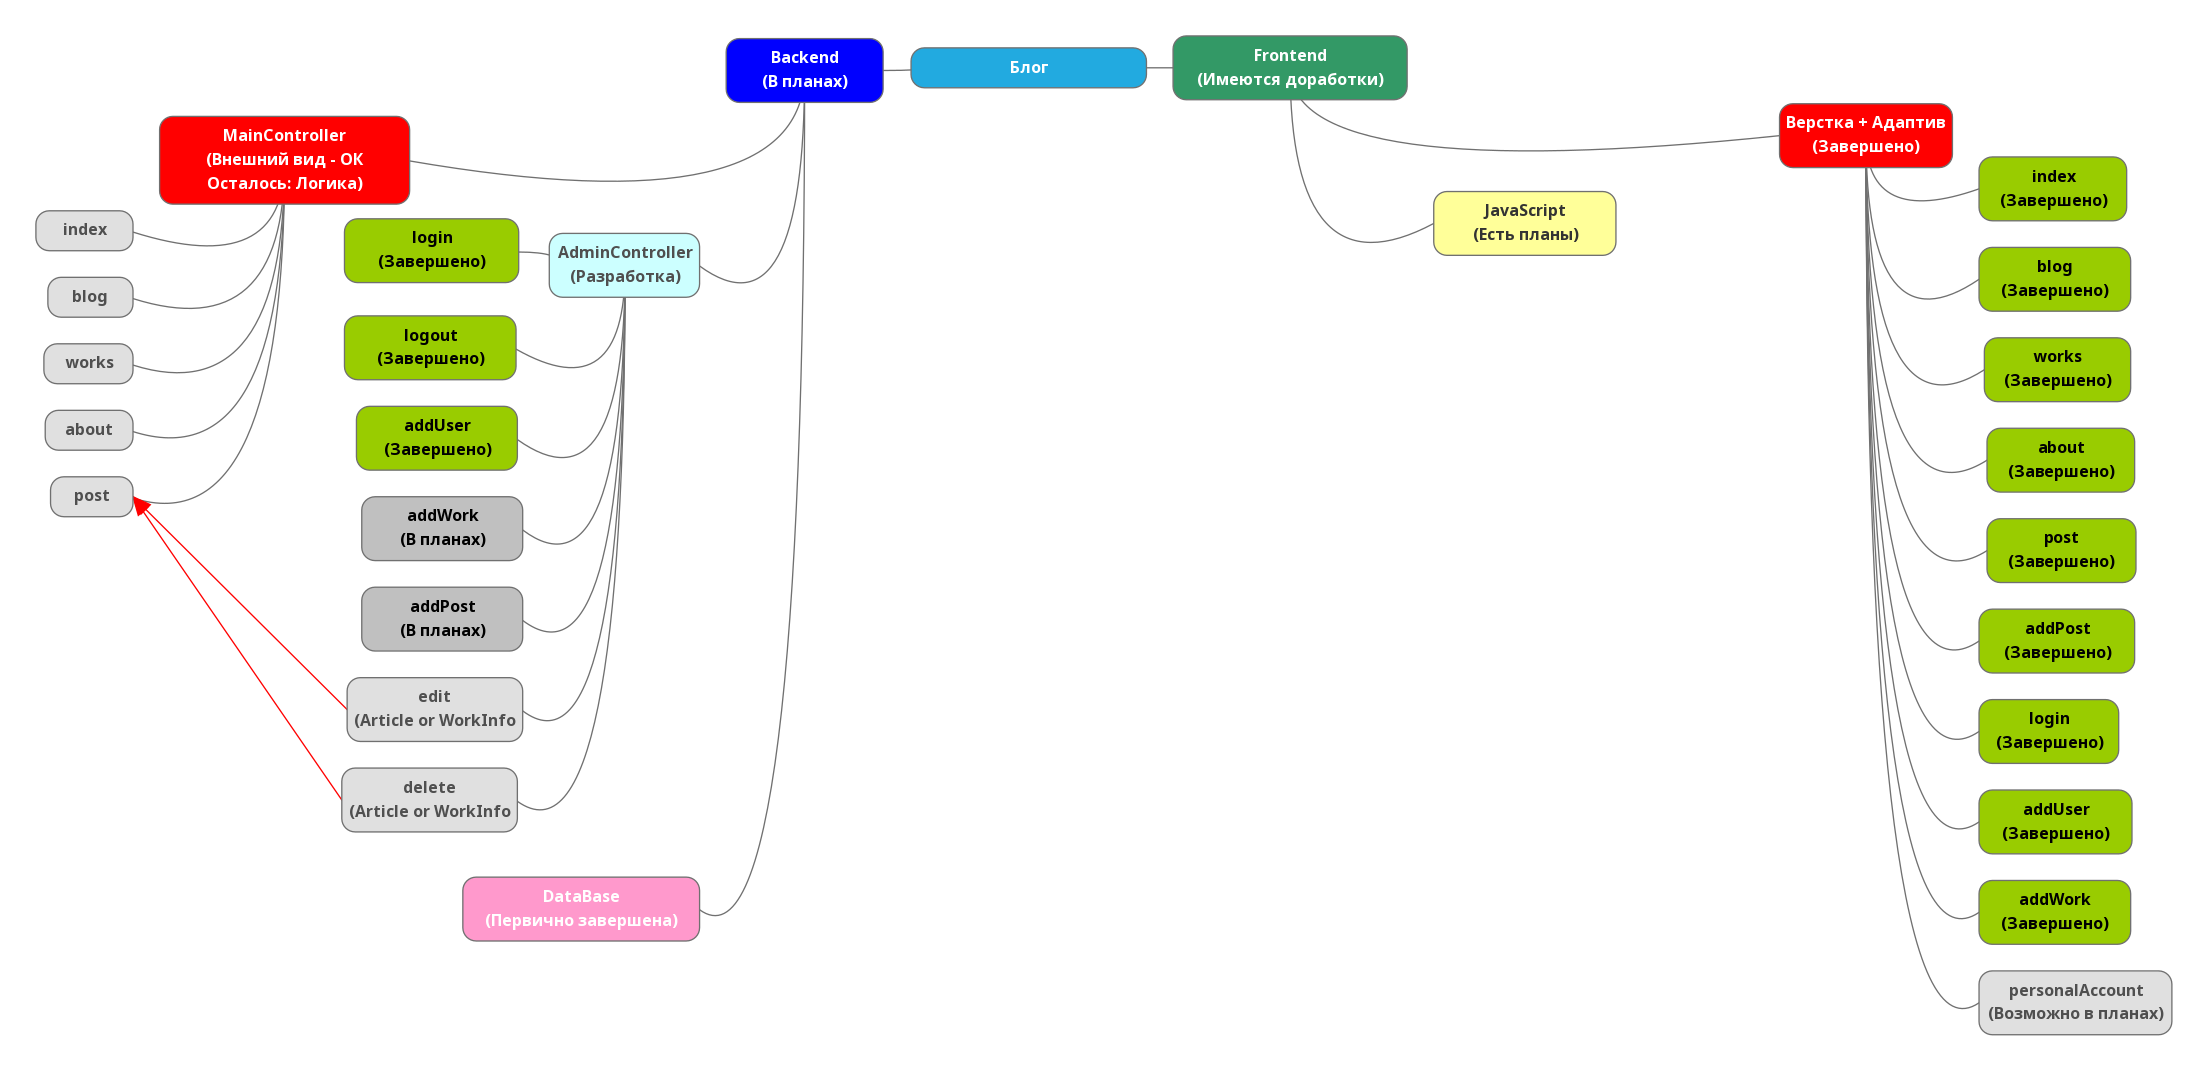 Backend
(В планах)
Блог
Frontend
(Имеются доработки)
MainController
(Внешний вид - ОК
Осталось: Логика)
index
blog
works
about
post
AdminController
(Разработка)
login
(Завершено)
logout
(Завершено)
addUser
(Завершено)
addWork
(В планах)
addPost
(В планах)
edit
(Article or WorkInfo
delete
(Article or WorkInfo
DataBase
(Первично завершена)
JavaScript
(Есть планы)
Верстка + Адаптив
(Завершено)
index
(Завершено)
blog
(Завершено)
works
(Завершено)
about
(Завершено)
post
(Завершено)
addPost
(Завершено)
login
(Завершено)
addUser
(Завершено)
addWork
(Завершено)
personalAccount
(Возможно в планах)